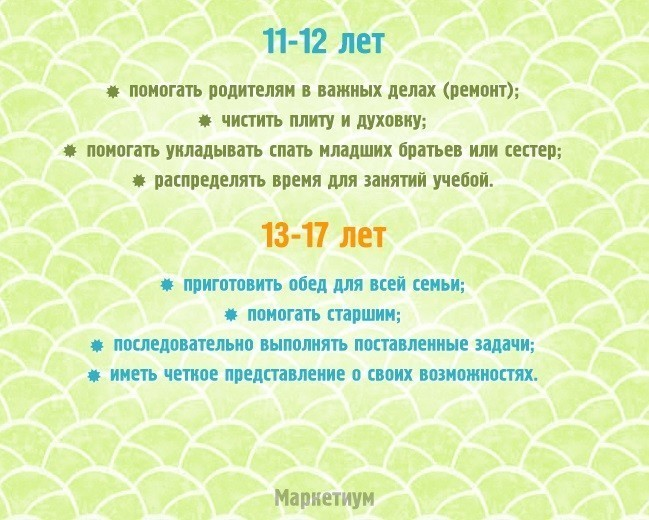 11-12 лет
✹ помогать родителям в важных делах (ремонт);
✹ чистить плиту и духовку;
✹ помогать укладывать спать младших братьев или сестер;
✹ распределять время для занятий учебой.
13-17 лет
✹ приготовить обед для всей семьи;
✹ помогать старшим;
✹ последовательно выполнять поставленные задачи;
✹ иметь четкое представление о своих возможностях.
Маркетиум